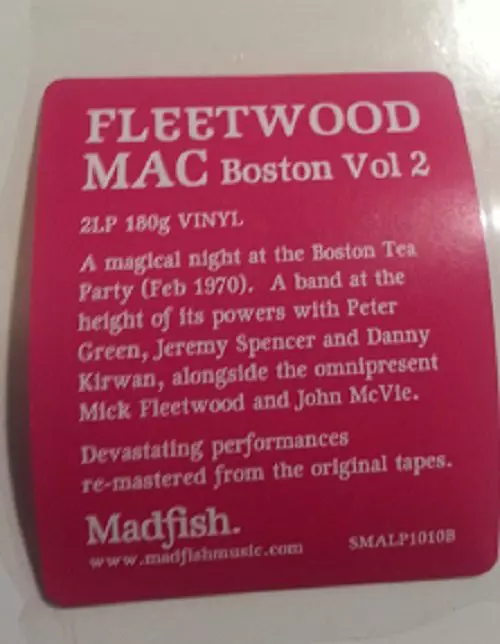 FLEETWOOD
MAC Boston Vol 2
2LP 180g VINYL
A magical night at the Boston Tea
Party (Feb 1970). A band at the
height of its powers with Peter
Green, Jeremy Spencer and Danny
Kirwan, alongside the omnipresent
Mick Fleetwood and John McVie.
Devastating performances
re-mastered from the original tapes.
Madfish.
www.madfishmusic.com SMALP1010B